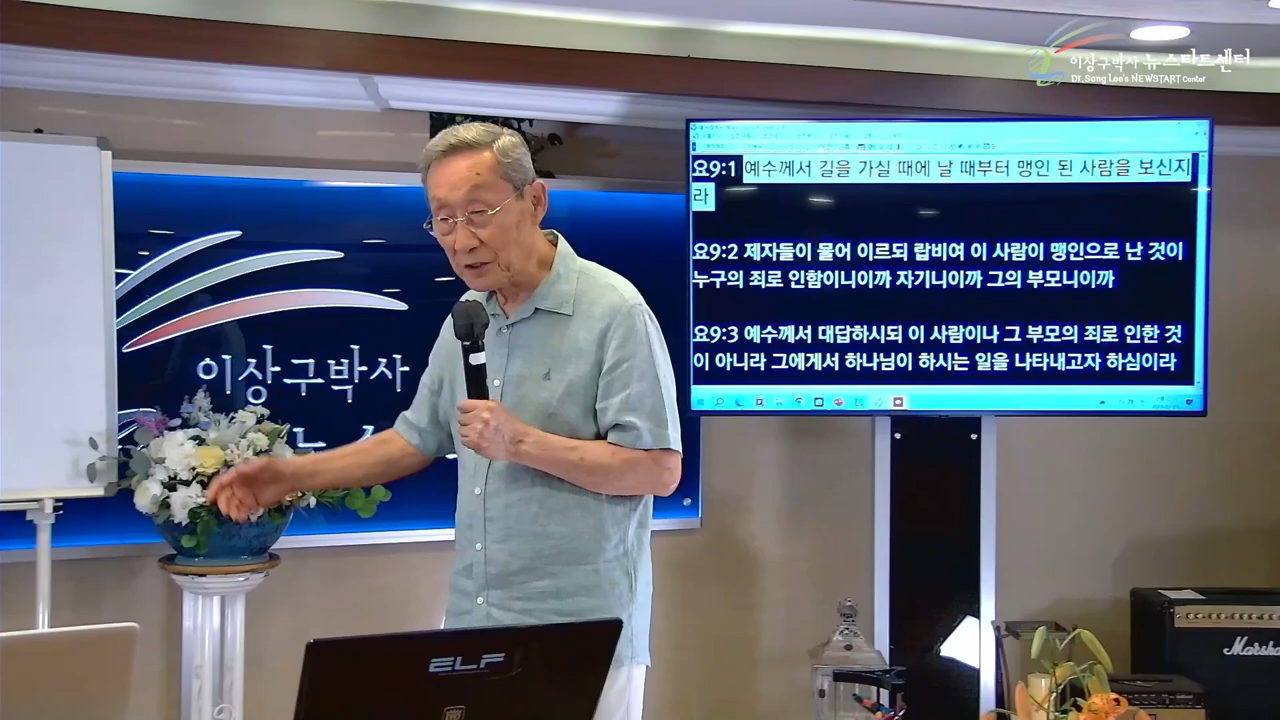 이상구박사 뉴스타트센터
Dr. Sang Lee's NEWSTART Center
요9:1 예수께서 길을 가실 때에 날 때부터 맹인 된 사람을 보신지
라
요9:2 제자들이 물어 이르되 랍비여 이 사람이 맹인으로 난 것이
누구의 죄로 인함이니이까 자기니이까 그의 부모니이까
요9:3 예수께서 대답하시되 이 사람이나 그 부모의 죄로 인한 것
이 아니라 그에게서 하나님이 하시는 일을 나타내고자 하심이라
이상구박사
ELF